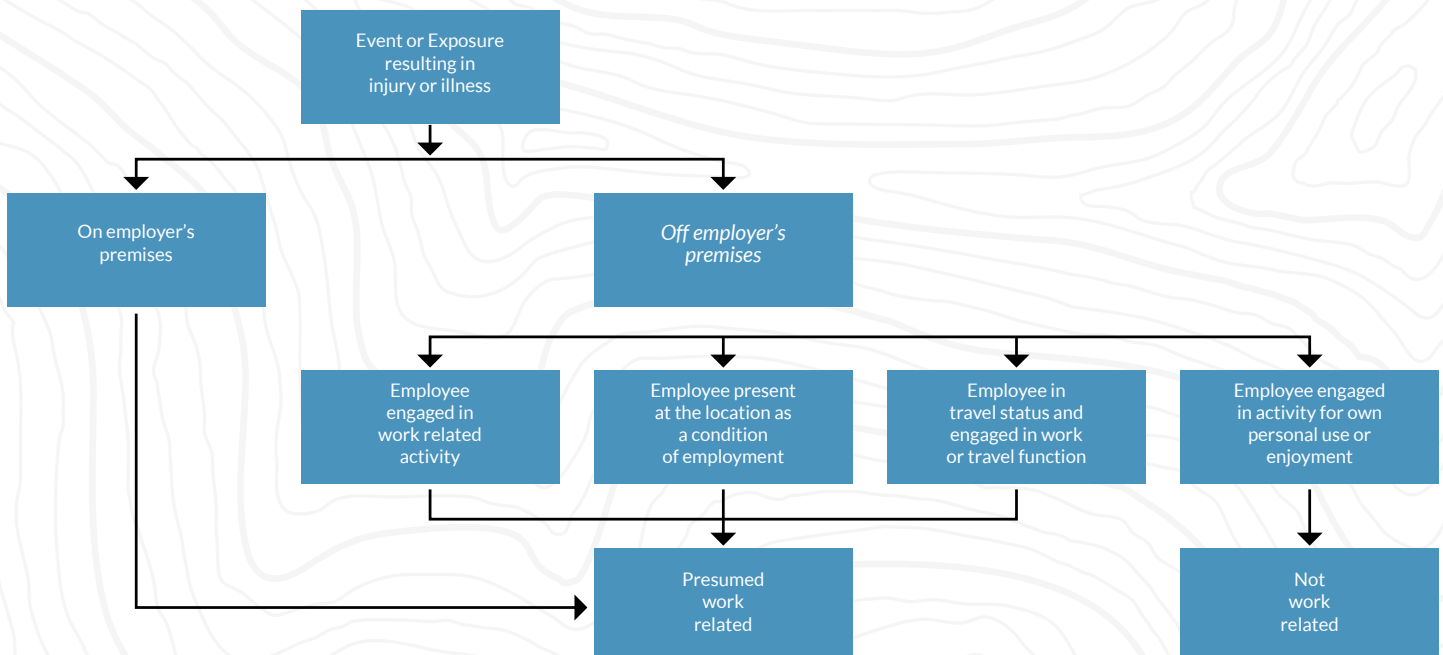 Event or Exposure
resulting in
injury or illness
On employer’s
premises
Off employer’s
premises
Employee
engaged in
work related
activity
Employee present
at the location as
a condition
of employment
Employee in
travel status and
engaged in work
or travel function
Employee engaged
in activity for own
personal use or
enjoyment
Presumed
work
related
Not
work
related